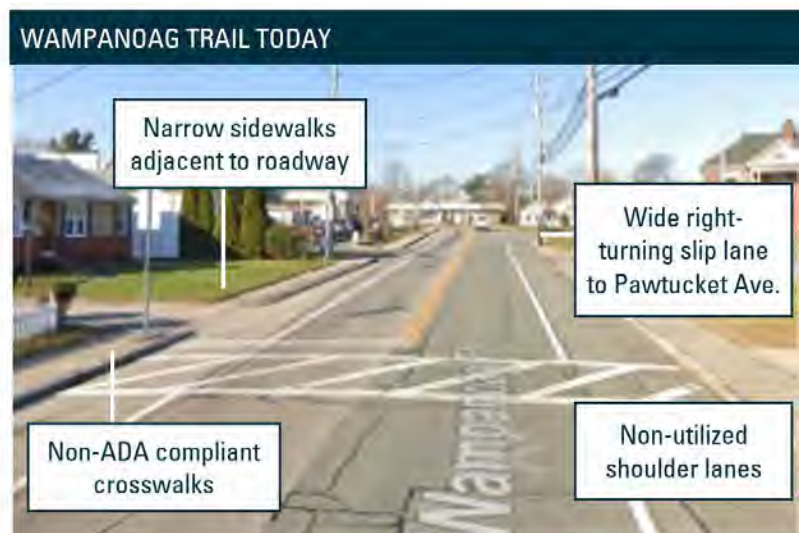 WAMPANOAG TRAIL TODAY
Narrow sidewalks
adjacent to roadway
Wide right-
turning slip lane
to Pawtucket Ave.
Non-ADA compliant
crosswalks
Non-utilized
shoulder lanes